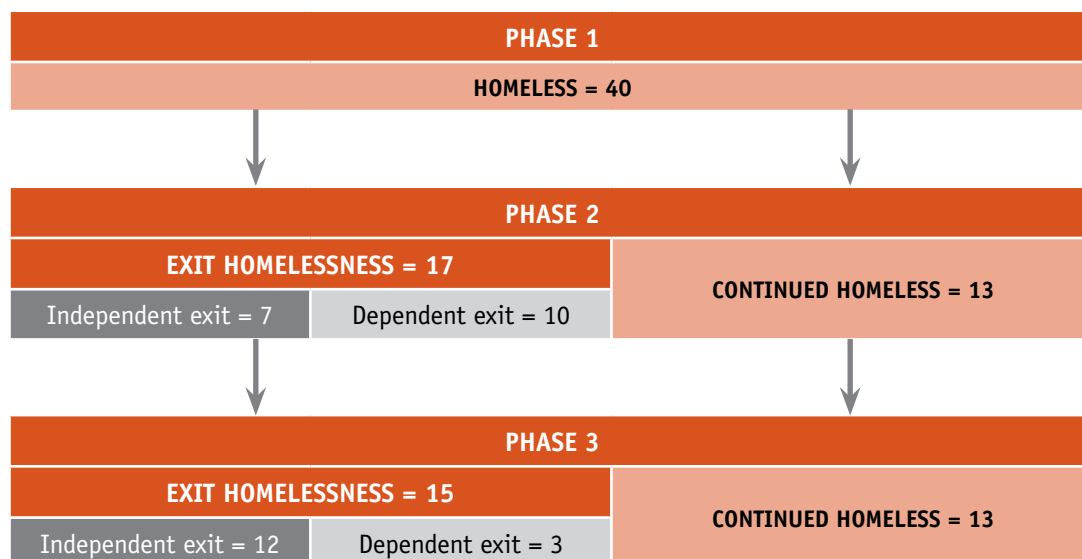 PHASE 1
HOMELESS = 40
PHASE 2
EXIT HOMELESSNESS = 17
CONTINUED HOMELESS = 13
Independent exit = 7
Dependent exit = 10
PHASE 3
EXIT HOMELESSNESS = 15
CONTINUED HOMELESS = 13
Independent exit = 12
Dependent exit = 3